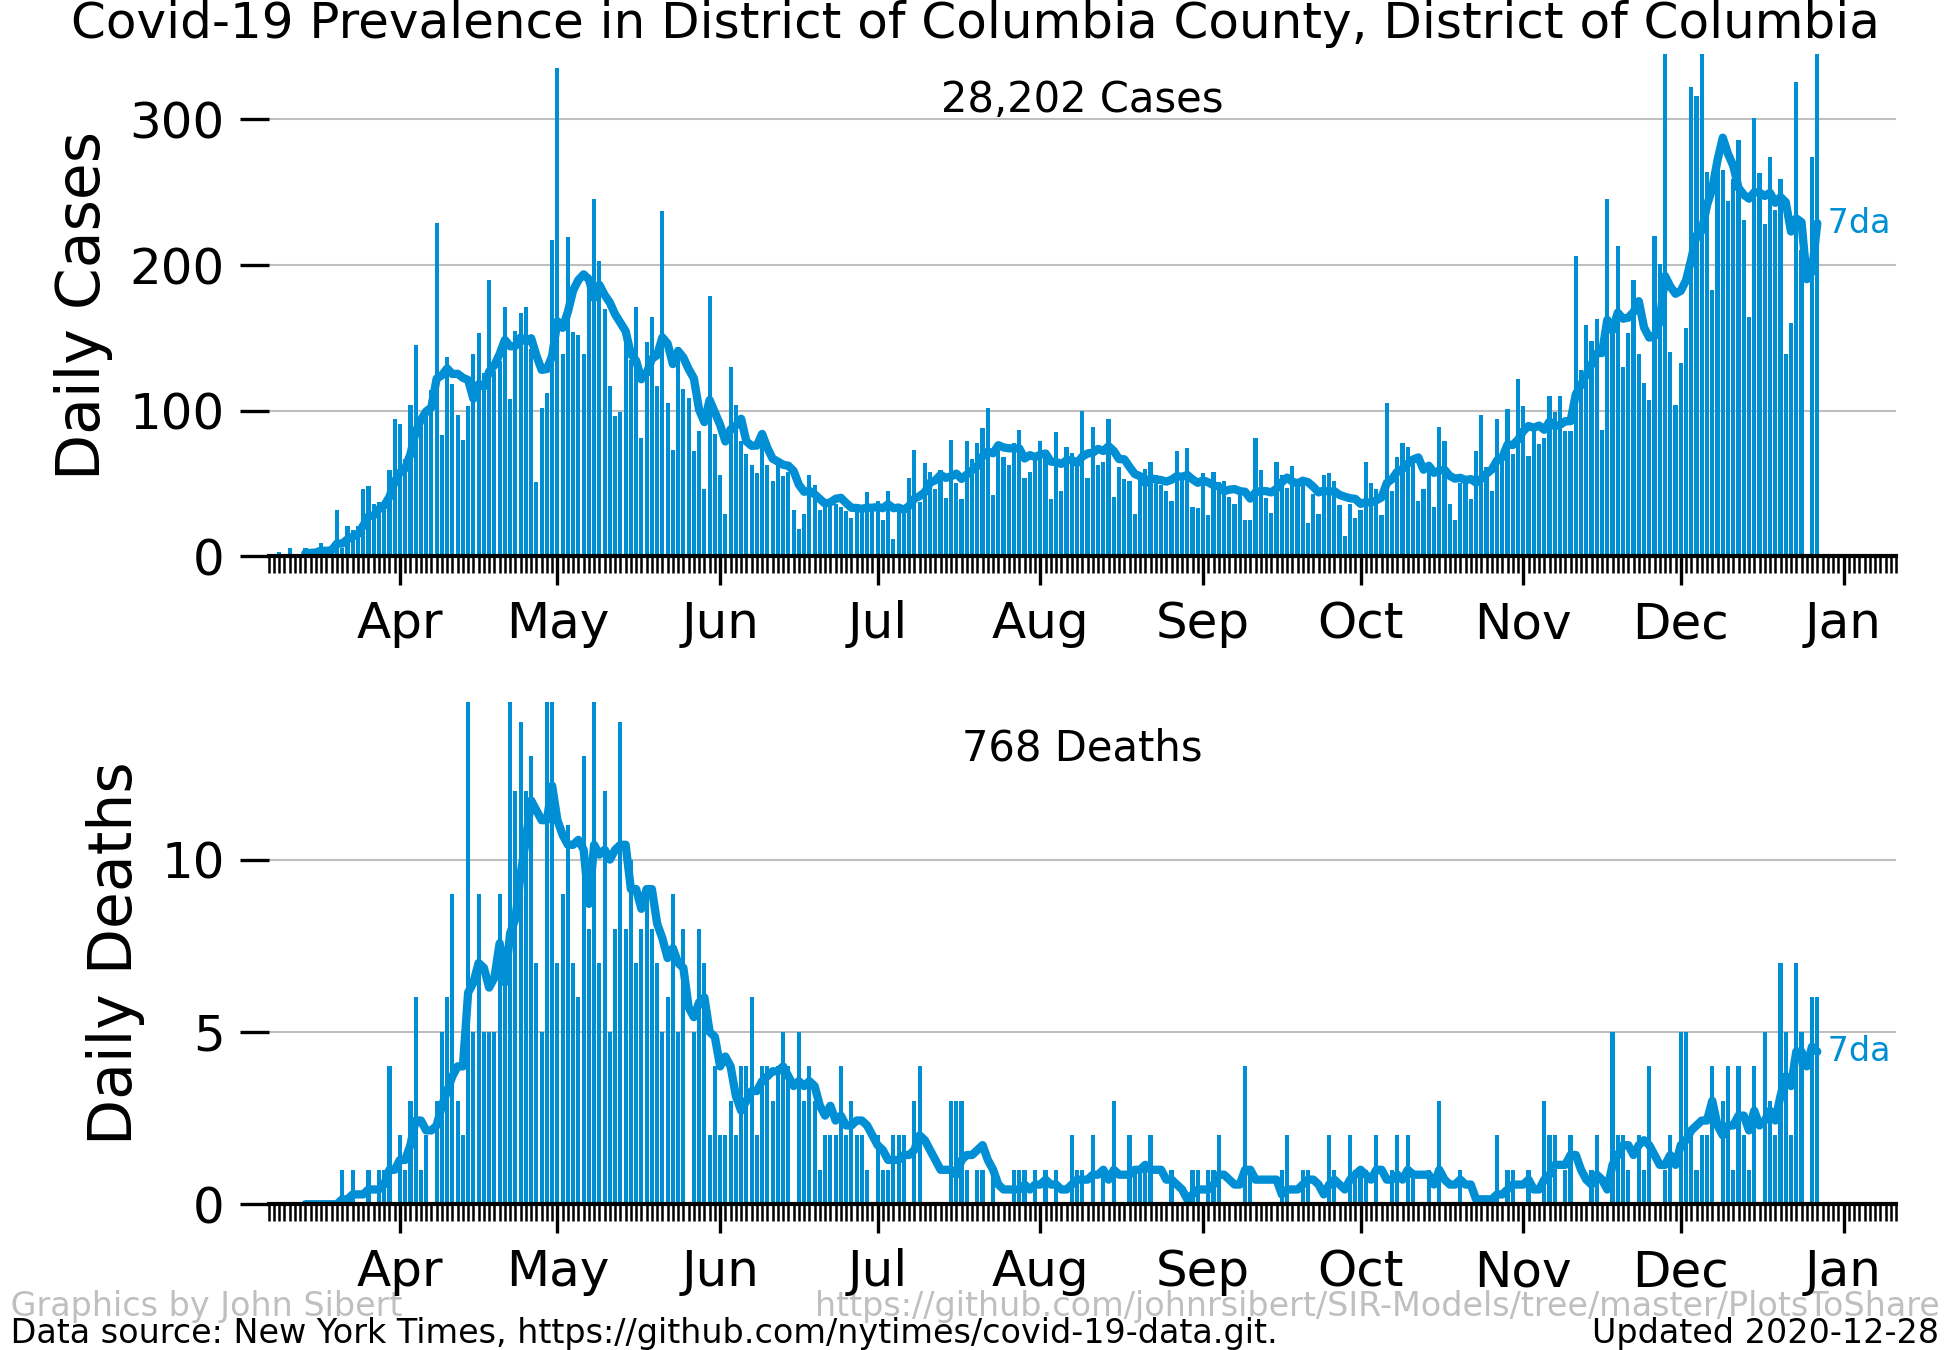 Covid-19 Prevalence in District of Columbia County, District of Columbia
28,202 Cases
Daily Cases
300
200
100
0
7da
Apr May Jun Jul Aug Sep Oct Nov Dec Jan
768 Deaths
Daily Deaths
10
5
0
7da
Apr May Jun Jul Aug Sep Oct Nov Dec Jan
Graphics by John Sibert https://github.com/johnrsibert/SIR-Models/tree/master/PlotsToShare
Data source: New York Times, https://github.com/nytimes/covid-19-data.git. Updated 2020-12-28